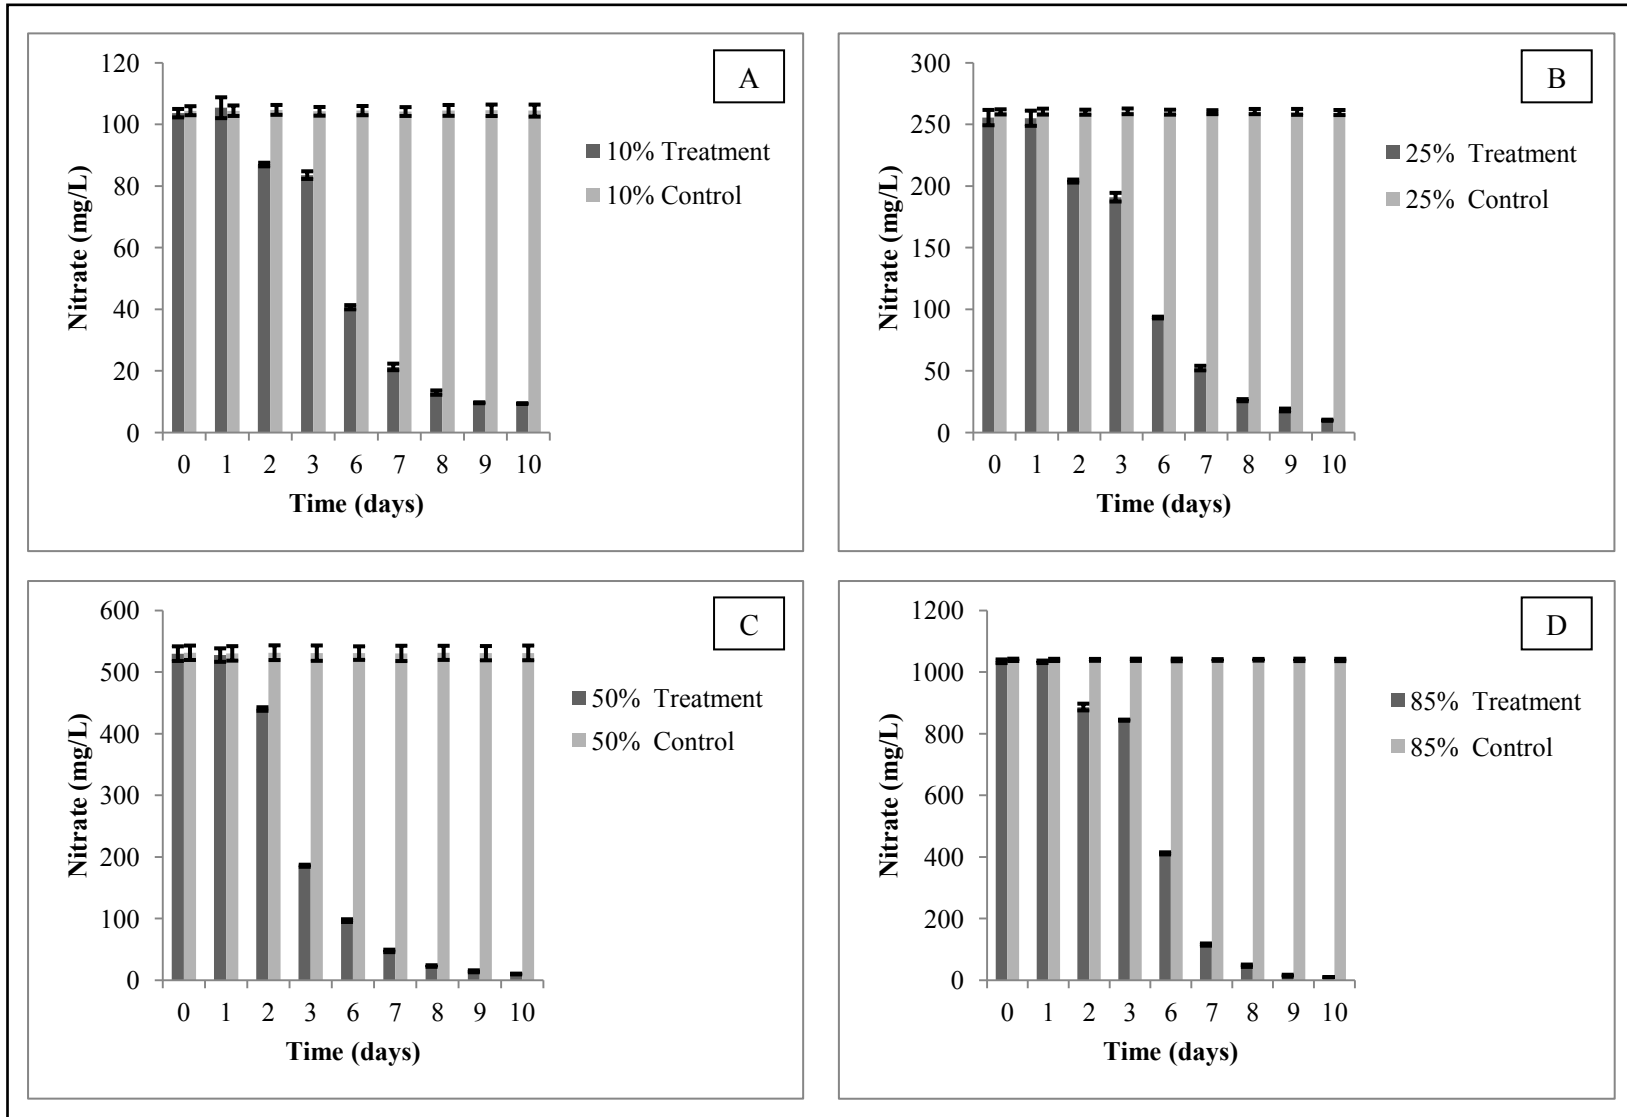 A
120
100
80
60
40
20
0
Nitrate (mg/L)
0 1 2 3 6 7 8 9 10
Time (days)
10% Treatment
10% Control
B
300
250
200
150
100
50
0
Nitrate (mg/L)
0 1 2 3 6 7 8 9 10
Time (days)
25% Treatment
25% Control
C
600
500
400
300
200
100
0
Nitrate (mg/L)
0 1 2 3 6 7 8 9 10
Time (days)
50% Treatment
50% Control
D
1200
1000
800
600
400
200
0
Nitrate (mg/L)
0 1 2 3 6 7 8 9 10
Time (days)
85% Treatment
85% Control